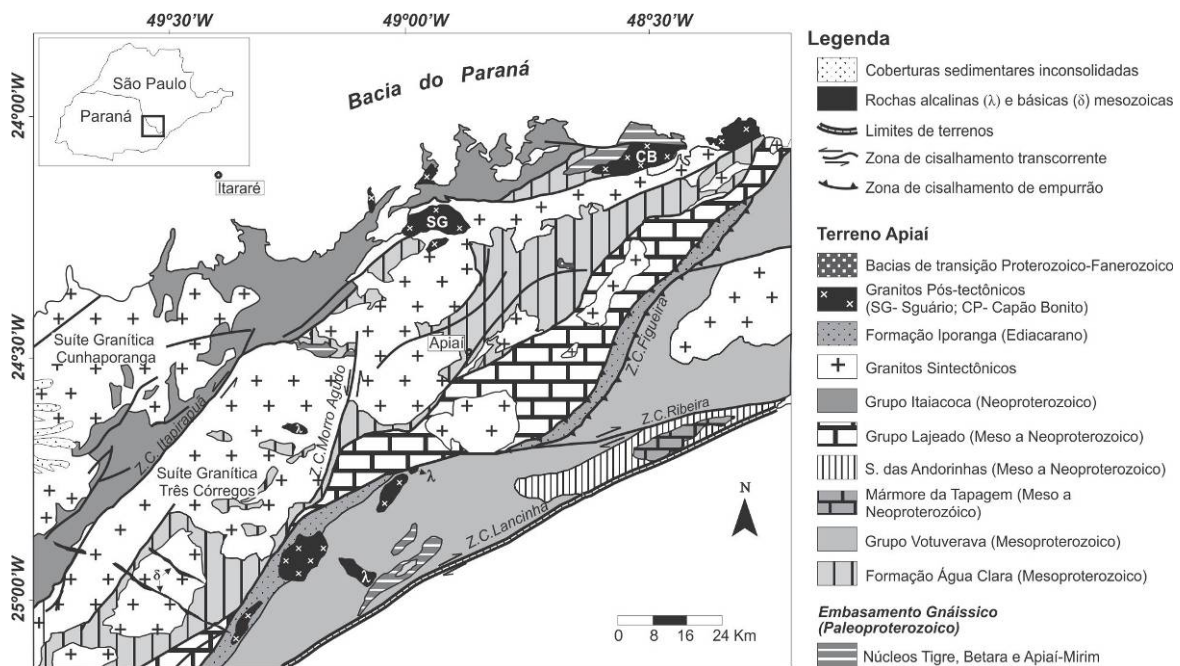 49°30'W
49°00'W
48°30'W
24°00'W
24°30'W
25°00'W
São Paulo
Paraná
Bacia do Paraná
Itararé
CB
SG
Suíte Granítica
Cunhaporanga
Apiaí
Z.C.Figueira
Z.C. Itapirapuã
Z.C.Morro Agudo
λ
Z.C.Ribeira
Suíte Granítica
Três Córregos
λ
N
Z.C.Lancinha
δ
λ
0 8 16 24 Km
Legenda
Coberturas sedimentares inconsolidadas
Rochas alcalinas (λ) e básicas (δ) mesozoicas
Limites de terrenos
Zona de cisalhamento transcorrente
Zona de cisalhamento de empurrão
Terreno Apiaí
Bacias de transição Proterozoico-Fanerozoico
Granitos Pós-tectônicos
(SG- Sguário; CP- Capão Bonito)
Formação Iporanga (Ediacarano)
Granitos Sintectônicos
Grupo Itaiacoca (Neoproterozoico)
Grupo Lajeado (Meso a Neoproterozoico)
S. das Andorinhas (Meso a Neoproterozoico)
Mármore da Tapagem (Meso a
Neoproterozóico)
Grupo Votuverava (Mesoproterozoico)
Formação Água Clara (Mesoproterozoico)
Embasamento Gnáissico
(Paleoproterozoico)
Núcleos Tigre, Betara e Apiaí-Mirim